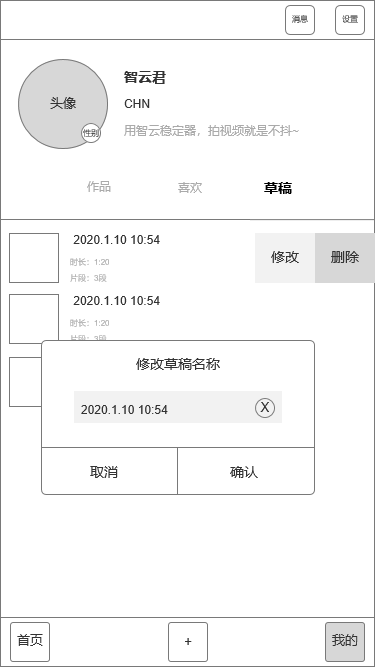 消息 设置
头像
性别
智云君
CHN
用智云稳定器，拍视频就是不抖~
作品 喜欢 草稿
2020.1.10 10:54
时长：1:20
片段：3段
修改 删除
2020.1.10 10:54
时长：1:20
片段：3段
修改草稿名称
2020.1.10 10:54 X
取消 确认
首页 + 我的